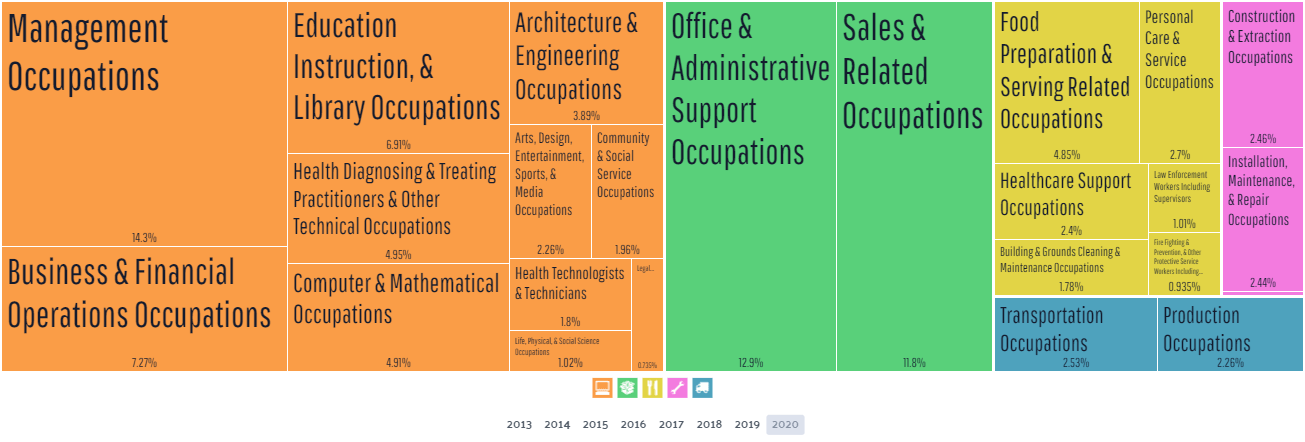 Management
Occupations
14.3%
Business & Financial
Operations Occupations
7.27%
Education
Instruction, &
Library Occupations
6.91%
Health Diagnosing & Treating
Practitioners & Other
Technical Occupations
4.95%
Computer & Mathematical
Occupations
4.91%
Architecture &
Engineering
Occupations
3.89%
Arts, Design,
Entertainment,
Sports, &
Media
Occupations
2.26%
Community
& Social
Service
Occupations
1.96%
Health Technologists
& Technicians
1.8%
Life, Physical, & Social Science
Occupations
1.02%
Legal...
0.735%
Office &
Administrative
Support
Occupations
12.9%
Sales &
Related
Occupations
11.8%
Food
Preparation &
Serving Related
Occupations
4.85%
Personal
Care &
Service
Occupations
2.7%
Healthcare Support
Occupations
2.4%
Law Enforcement
Workers Including
Supervisors
1.01%
Building & Grounds Cleaning &
Maintenance Occupations
1.78%
Fire Fighting &
Prevention, & Other
Protective Service
Workers Including...
0.935%
Construction
& Extraction
Occupations
2.46%
Installation,
Maintenance,
& Repair
Occupations
2.44%
Transportation
Occupations
2.53%
Production
Occupations
2.26%
2013 2014 2015 2016 2017 2018 2019 2020